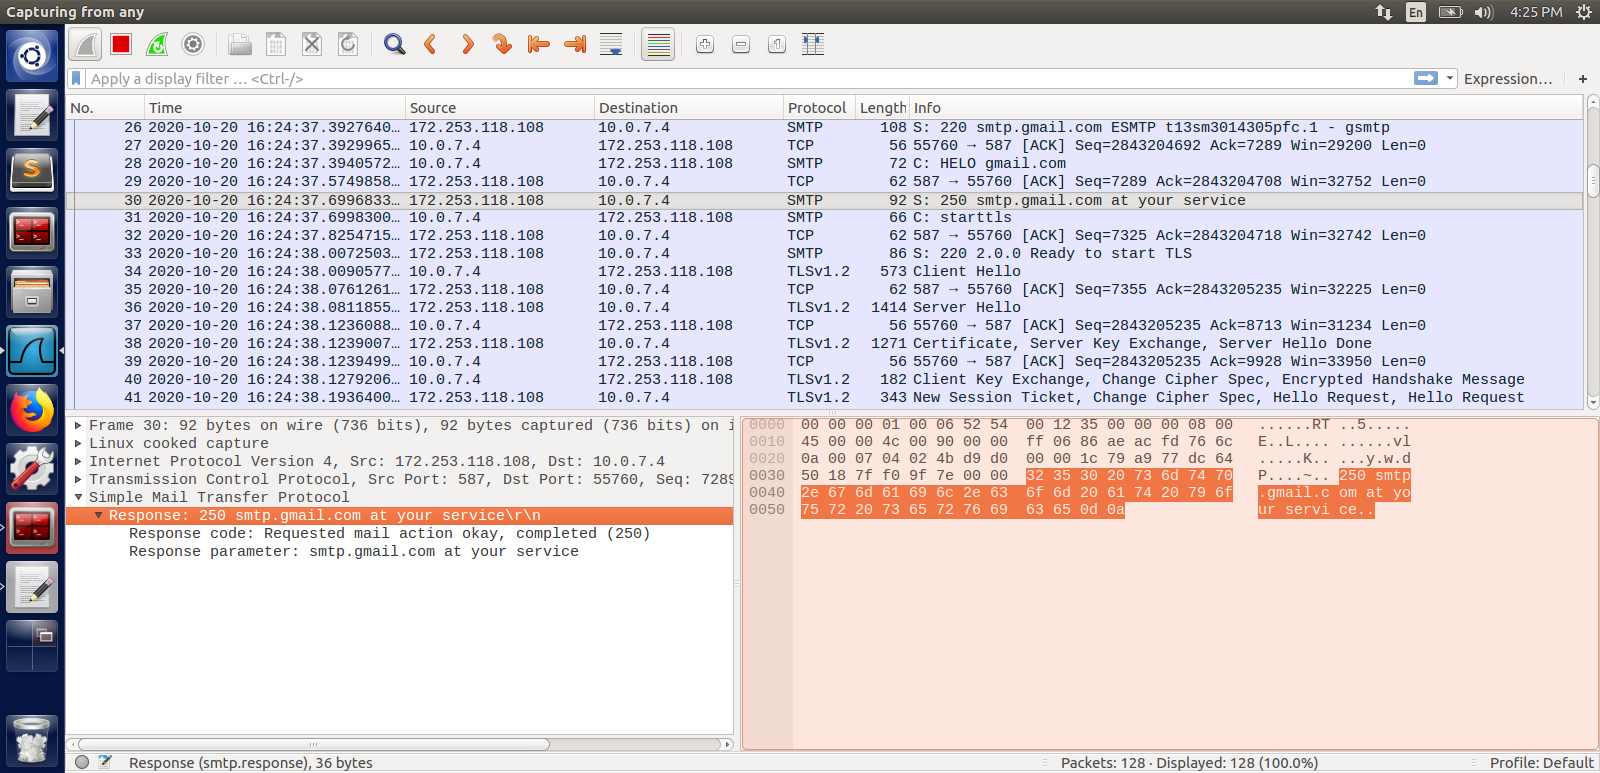 Capturing from any
En
4:25 PM
Apply a display filter … <Ctrl-/>
Expression…
+
No. Time Source Destination Protocol Length Info
26 2020-10-20 16:24:37.3927640… 172.253.118.108 10.0.7.4 SMTP 108 S: 220 smtp.gmail.com ESMTP t13sm3014305pfc.1 - gsmtp
27 2020-10-20 16:24:37.3929965… 10.0.7.4 172.253.118.108 TCP 56 55760 → 587 [ACK] Seq=2843204692 Ack=7289 Win=29200 Len=0
28 2020-10-20 16:24:37.3940572… 10.0.7.4 172.253.118.108 SMTP 72 C: HELO gmail.com
29 2020-10-20 16:24:37.5749858… 172.253.118.108 10.0.7.4 TCP 62 587 → 55760 [ACK] Seq=7289 Ack=2843204708 Win=32752 Len=0
30 2020-10-20 16:24:37.6996833… 172.253.118.108 10.0.7.4 SMTP 92 S: 250 smtp.gmail.com at your service
31 2020-10-20 16:24:37.6998300… 10.0.7.4 172.253.118.108 SMTP 66 C: starttls
32 2020-10-20 16:24:37.8254715… 172.253.118.108 10.0.7.4 TCP 62 587 → 55760 [ACK] Seq=7325 Ack=2843204718 Win=32742 Len=0
33 2020-10-20 16:24:38.0072503… 172.253.118.108 10.0.7.4 SMTP 86 S: 220 2.0.0 Ready to start TLS
34 2020-10-20 16:24:38.0090577… 10.0.7.4 172.253.118.108 TLSv1.2 573 Client Hello
35 2020-10-20 16:24:38.0761261… 172.253.118.108 10.0.7.4 TCP 62 587 → 55760 [ACK] Seq=7355 Ack=2843205235 Win=32225 Len=0
36 2020-10-20 16:24:38.0811855… 172.253.118.108 10.0.7.4 TLSv1.2 1414 Server Hello
37 2020-10-20 16:24:38.1236088… 10.0.7.4 172.253.118.108 TCP 56 55760 → 587 [ACK] Seq=2843205235 Ack=8713 Win=31234 Len=0
38 2020-10-20 16:24:38.1239007… 172.253.118.108 10.0.7.4 TLSv1.2 1271 Certificate, Server Key Exchange, Server Hello Done
39 2020-10-20 16:24:38.1239499… 10.0.7.4 172.253.118.108 TCP 56 55760 → 587 [ACK] Seq=2843205235 Ack=9928 Win=33950 Len=0
40 2020-10-20 16:24:38.1279206… 10.0.7.4 172.253.118.108 TLSv1.2 182 Client Key Exchange, Change Cipher Spec, Encrypted Handshake Message
41 2020-10-20 16:24:38.1936400… 172.253.118.108 10.0.7.4 TLSv1.2 343 New Session Ticket, Change Cipher Spec, Hello Request, Hello Request
Frame 30: 92 bytes on wire (736 bits), 92 bytes captured (736 bits) on i
Linux cooked capture
Internet Protocol Version 4, Src: 172.253.118.108, Dst: 10.0.7.4
Transmission Control Protocol, Src Port: 587, Dst Port: 55760, Seq: 7289
Simple Mail Transfer Protocol
Response: 250 smtp.gmail.com at your service\r\n
Response code: Requested mail action okay, completed (250)
Response parameter: smtp.gmail.com at your service
0000 00 00 00 01 00 06 52 54 00 12 35 00 00 00 08 00 ......RT ..5.....
0010 45 00 00 4c 00 90 00 00 ff 06 86 ae ac fd 76 6c E..L.... ......vl
0020 0a 00 07 04 02 4b d9 d0 00 00 1c 79 a9 77 dc 64 .....K.. ...y.w.d
0030 50 18 7f f0 9f 7e 00 00 32 35 30 20 73 6d 74 70 P....~.. 250 smtp
0040 2e 67 6d 61 69 6c 2e 63 6f 6d 20 61 74 20 79 6f .gmail.c om at yo
0050 75 72 20 73 65 72 76 69 63 65 0d 0a ur servi ce..
Response (smtp.response), 36 bytes
Packets: 128 · Displayed: 128 (100.0%)
Profile: Default